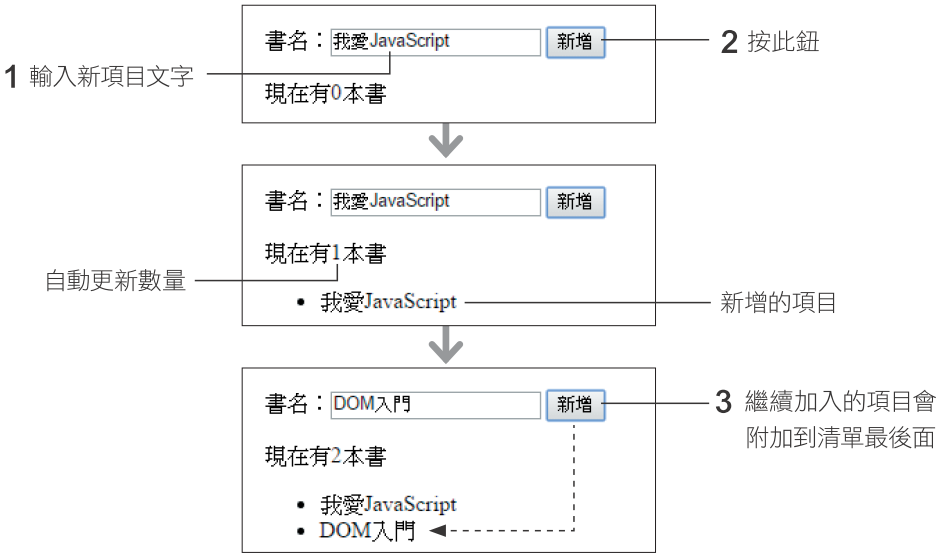 書名：我愛JavaScript 新增
2 按此鈕
1 輸入新項目文字
現在有0本書
書名：我愛JavaScript 新增
現在有1本書
自動更新數量
• 我愛JavaScript
新增的項目
書名：DOM入門 新增
3 繼續加入的項目會
附加到清單最後面
現在有2本書
• 我愛JavaScript
• DOM入門